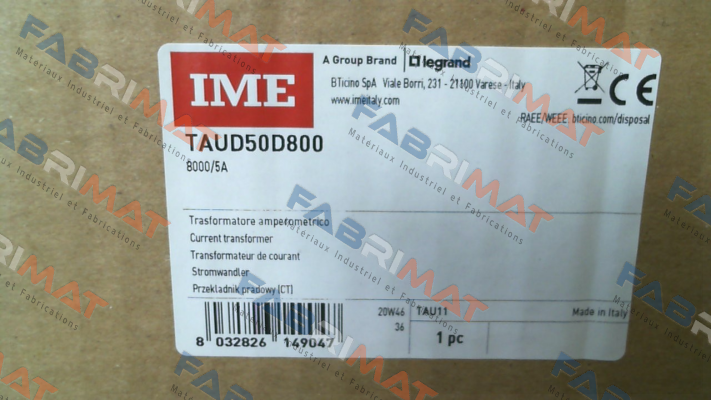 IME
A Group Brand legrand
BTicino SpA Viale Borri, 231 - 21100 Varese - Italy
www.imeitaly.com
RAEE/WEEE: bticino.com/disposal
CE
TAUD50D800
8000/5A
Trasformatore amperometrico
Current transformer
Transformateur de courant
Stromwandler
Przekładnik prądowy (CT)
8 032826 149047
20W46
36
TAU11
1 pc
Made in Italy
FABRIMAT
Materiaux Industriel et Fabrications